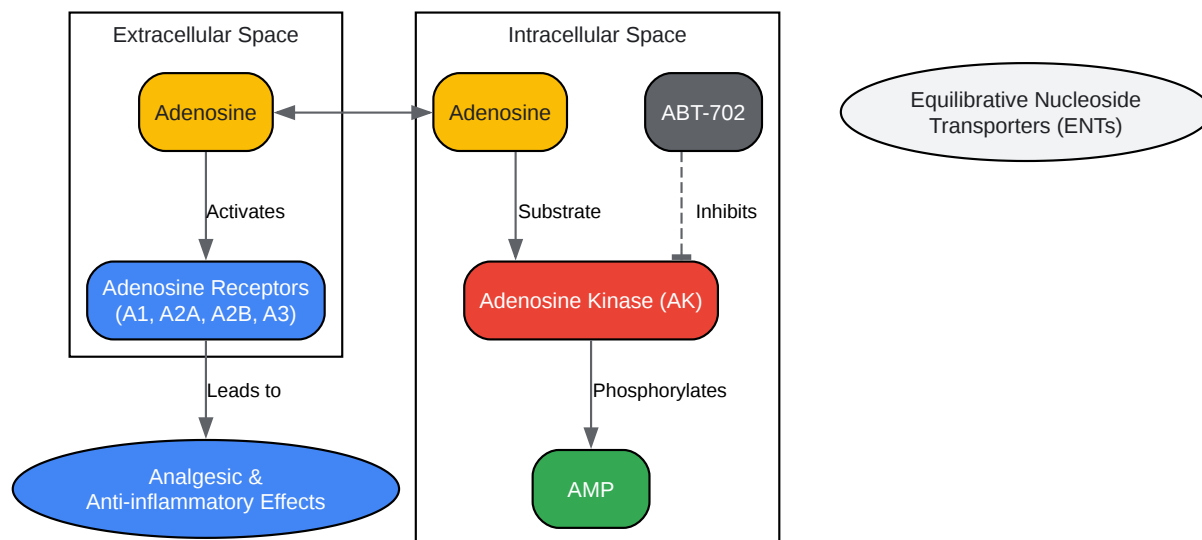 Extracellular Space
Intracellular Space
Adenosine
Adenosine
ABT-702
Equilibrative Nucleoside
Transporters (ENTs)
Activates
Substrate
Inhibits
Adenosine Receptors
(A1, A2A, A2B, A3)
Adenosine Kinase (AK)
Leads to
Phosphorylates
Analgesic &
Anti-inflammatory Effects
AMP